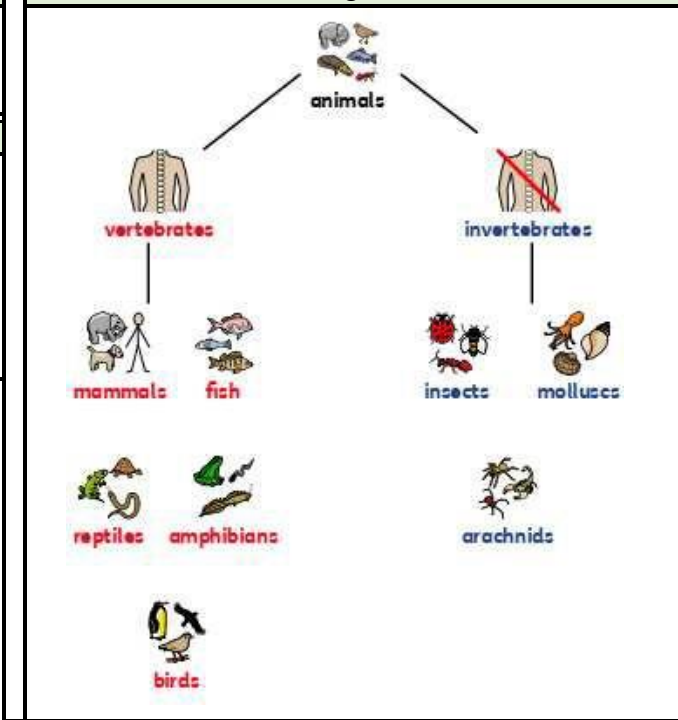 animals
vertebrates
invertebrates
mammals
fish
insects
molluscs
reptiles
amphibians
arachnids
birds